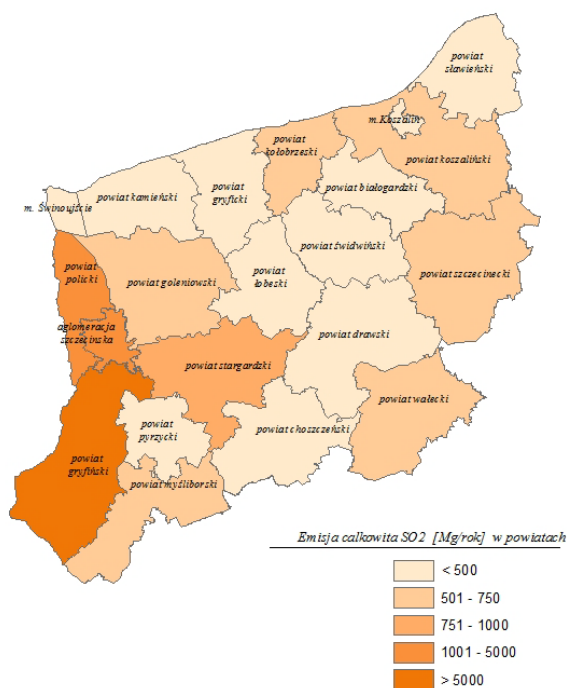 powiat
sławieński
m.Koszalin
powiat
kołobrzeski
powiat koszaliński
powiat
gryficki
powiat białogardzki
powiat kamieński
m. Świnoujście
powiat świdwiński
powiat
policki
powiat goleniowski
powiat
łobeski
powiat szczecinecki
aglomeracja
szczecinska
powiat drawski
powiat stargardzki
powiat wałecki
powiat
pyrzycki
powiat choszczeński
powiat
gryfiński
powiat myśliborski
Emisja calkowita SO2 [Mg/rok] w powiatach
< 500
501 - 750
751 - 1000
1001 - 5000
> 5000